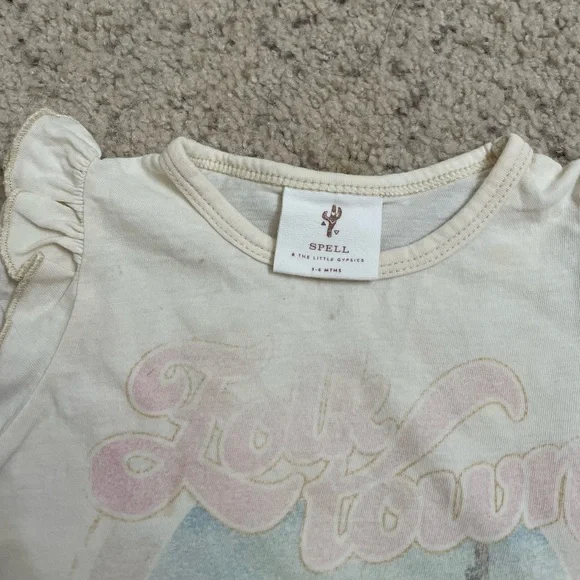 SPELL
& THE LITTLE GYPSIES
3-6 MTHS
Folk
town